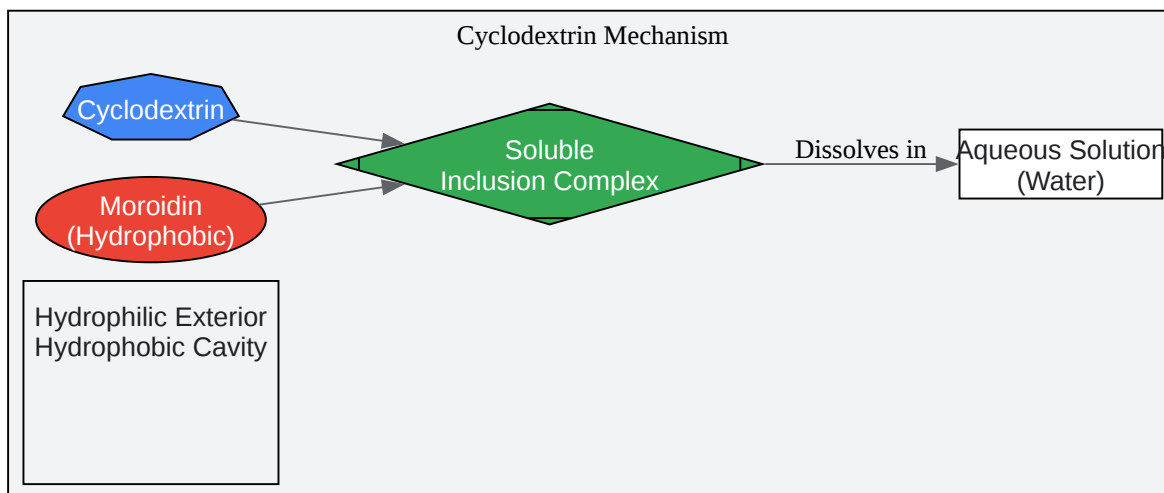 Cyclodextrin Mechanism
Cyclodextrin
Moroidin
(Hydrophobic)
Soluble
Inclusion Complex
Dissolves in
Aqueous Solution
(Water)
Hydrophilic Exterior
Hydrophobic Cavity